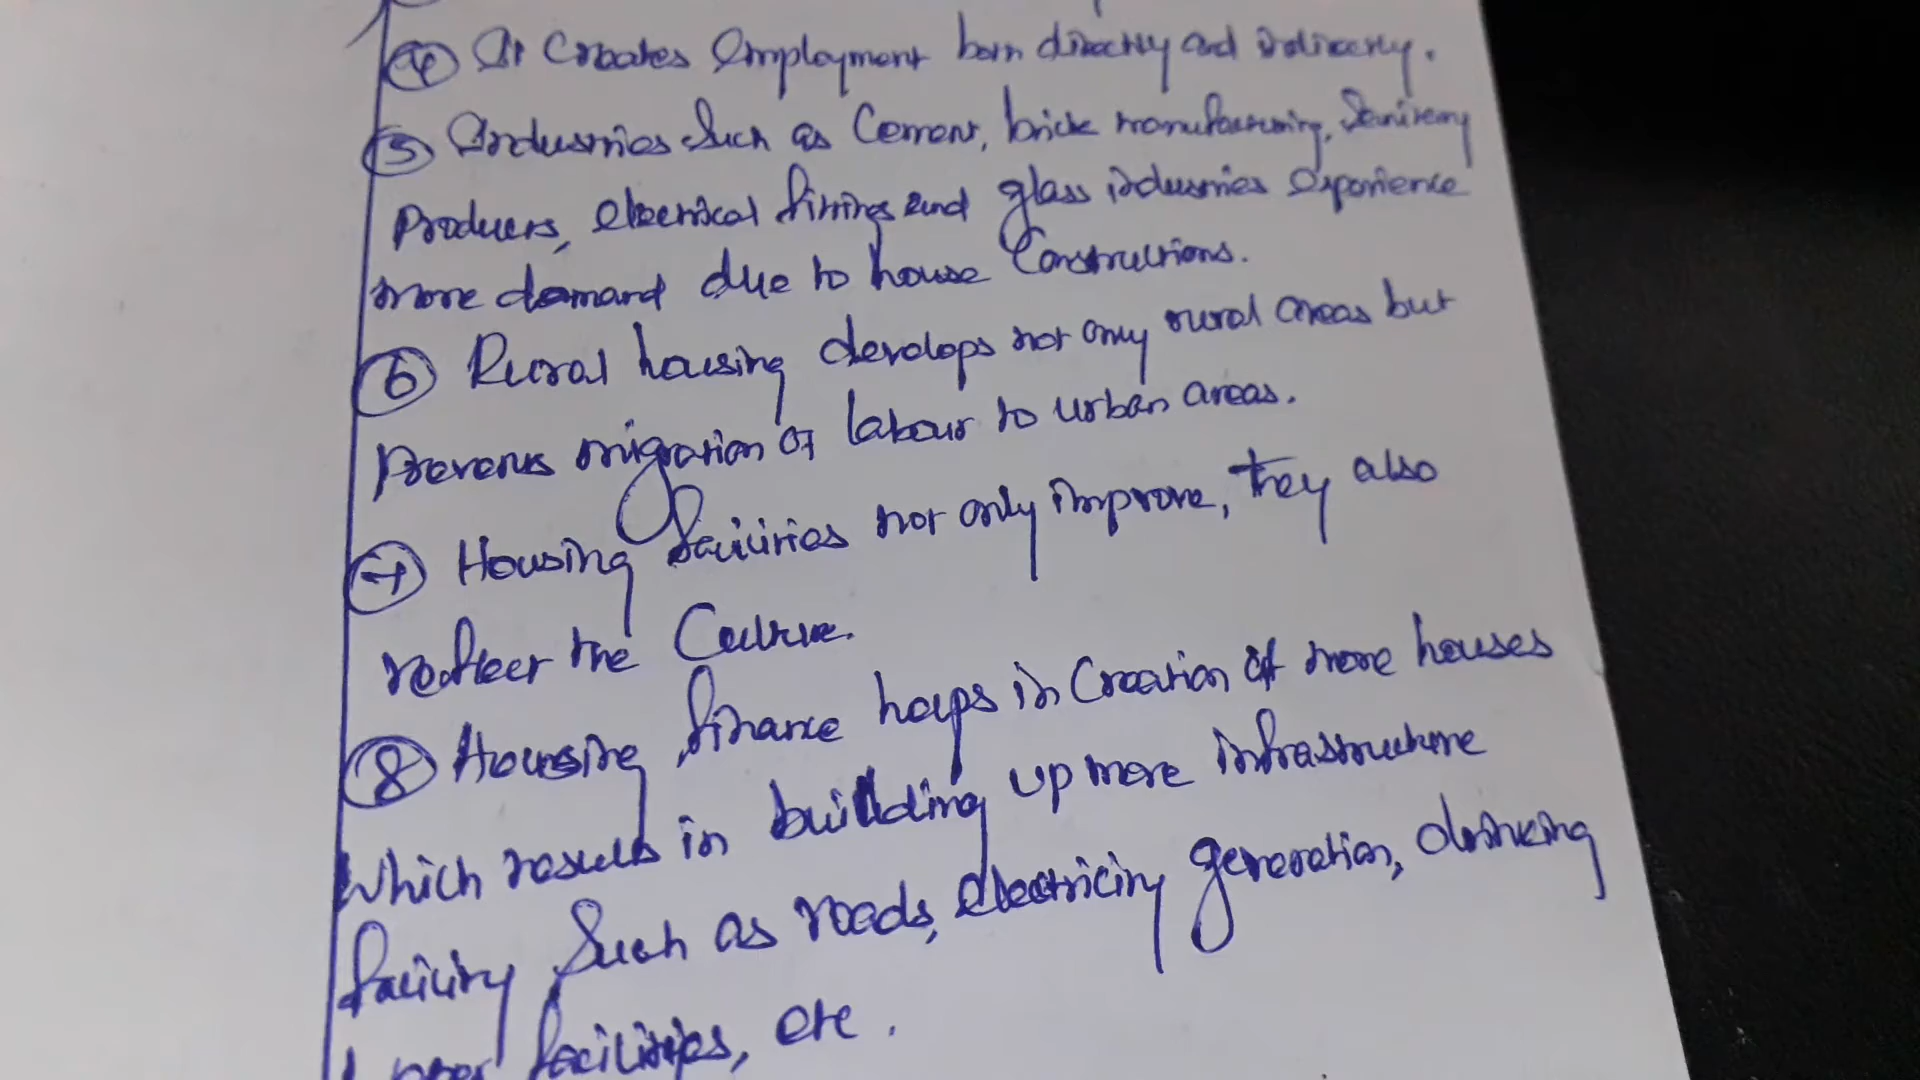 ④ It Creates Employment both directly and indirectly.
⑤ Industries Such as Cement, brick manufacturing, Sanitary
Producers, electrical fittings and glass industries experience
more demand due to house Constructions.
⑥ Rural housing develops not only rural areas but
prevents migration of labour to urban areas.
⑦ Housing facilities not only improve, they also
reflect the Culture.
⑧ Housing finance helps in Creation of more houses
Which results in building up more infrastructure
facility Such as roads, electricity generation, drinking
facilities, etc.